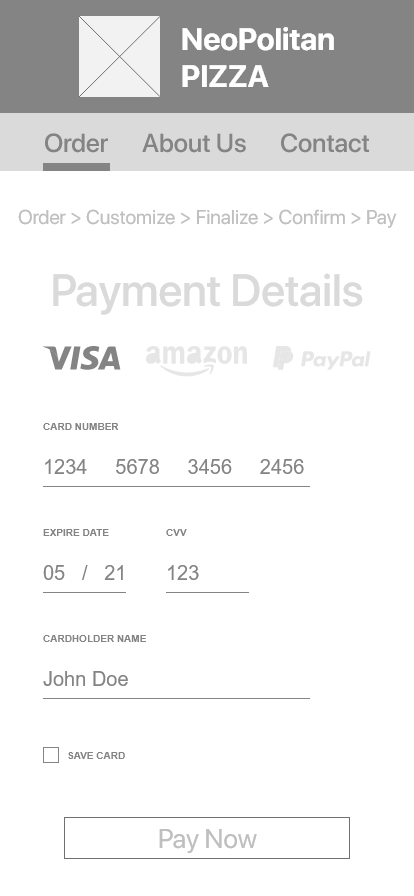 NeoPolitan
PIZZA
Order About Us Contact
Order > Customize > Finalize > Confirm > Pay
Payment Details
VISA amazon PayPal
CARD NUMBER
1234 5678 3456 2456
EXPIRE DATE CVV
05 / 21 123
CARDHOLDER NAME
John Doe
SAVE CARD
Pay Now